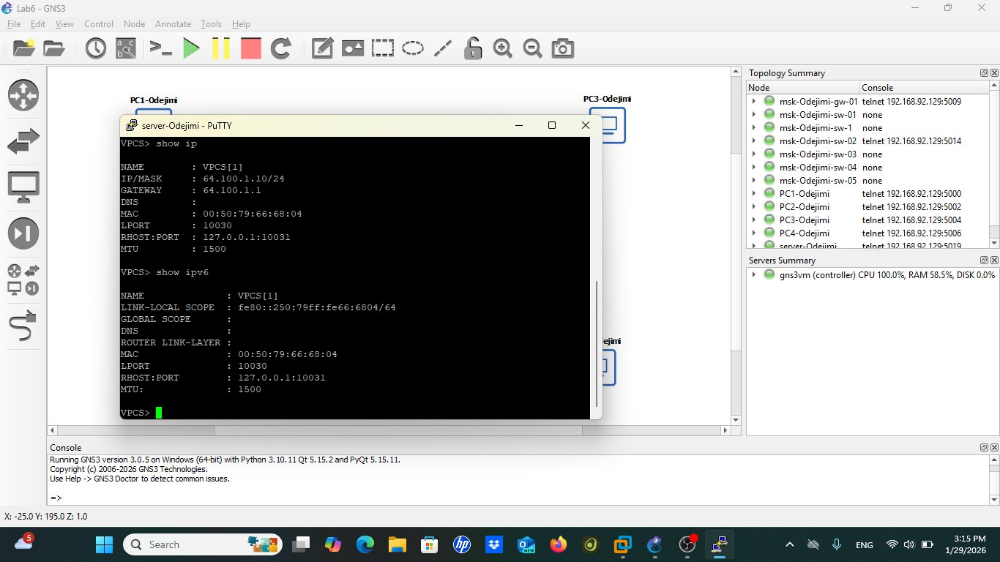 Lab6 - GNS3
File Edit View Control Node Annotate Tools Help
PC1-Odejimi
PC3-Odejimi
server-Odejimi - PuTTY
VPCS> show ip
NAME : VPCS[1]
IP/MASK : 64.100.1.10/24
GATEWAY : 64.100.1.1
DNS :
MAC : 00:50:79:66:68:04
LPORT : 10030
RHOST:PORT : 127.0.0.1:10031
MTU : 1500
VPCS> show ipv6
NAME : VPCS[1]
LINK-LOCAL SCOPE : fe80::250:79ff:fe66:6804/64
GLOBAL SCOPE :
DNS :
ROUTER LINK-LAYER :
MAC : 00:50:79:66:68:04
LPORT : 10030
RHOST:PORT : 127.0.0.1:10031
MTU: : 1500
VPCS>
ejimi
Topology Summary
Node Console
msk-Odejimi-gw-01 telnet 192.168.92.129:5009
msk-Odejimi-sw-01 none
msk-Odejimi-sw-1 none
msk-Odejimi-sw-02 telnet 192.168.92.129:5014
msk-Odejimi-sw-03 none
msk-Odejimi-sw-04 none
msk-Odejimi-sw-05 none
PC1-Odejimi telnet 192.168.92.129:5000
PC2-Odejimi telnet 192.168.92.129:5002
PC3-Odejimi telnet 192.168.92.129:5004
PC4-Odejimi telnet 192.168.92.129:5006
server-Odejimi telnet 192.168.92.129:5019
Servers Summary
gns3vm (controller) CPU 100.0%, RAM 58.5%, DISK 0.0%
Console
Running GNS3 version 3.0.5 on Windows (64-bit) with Python 3.10.11 Qt 5.15.2 and PyQt 5.15.11.
Copyright (c) 2006-2026 GNS3 Technologies.
Use Help -> GNS3 Doctor to detect common issues.
=>
X: -25.0 Y: 195.0 Z: 1.0
5
Search
NEW
ENG
3:15 PM
1/29/2026